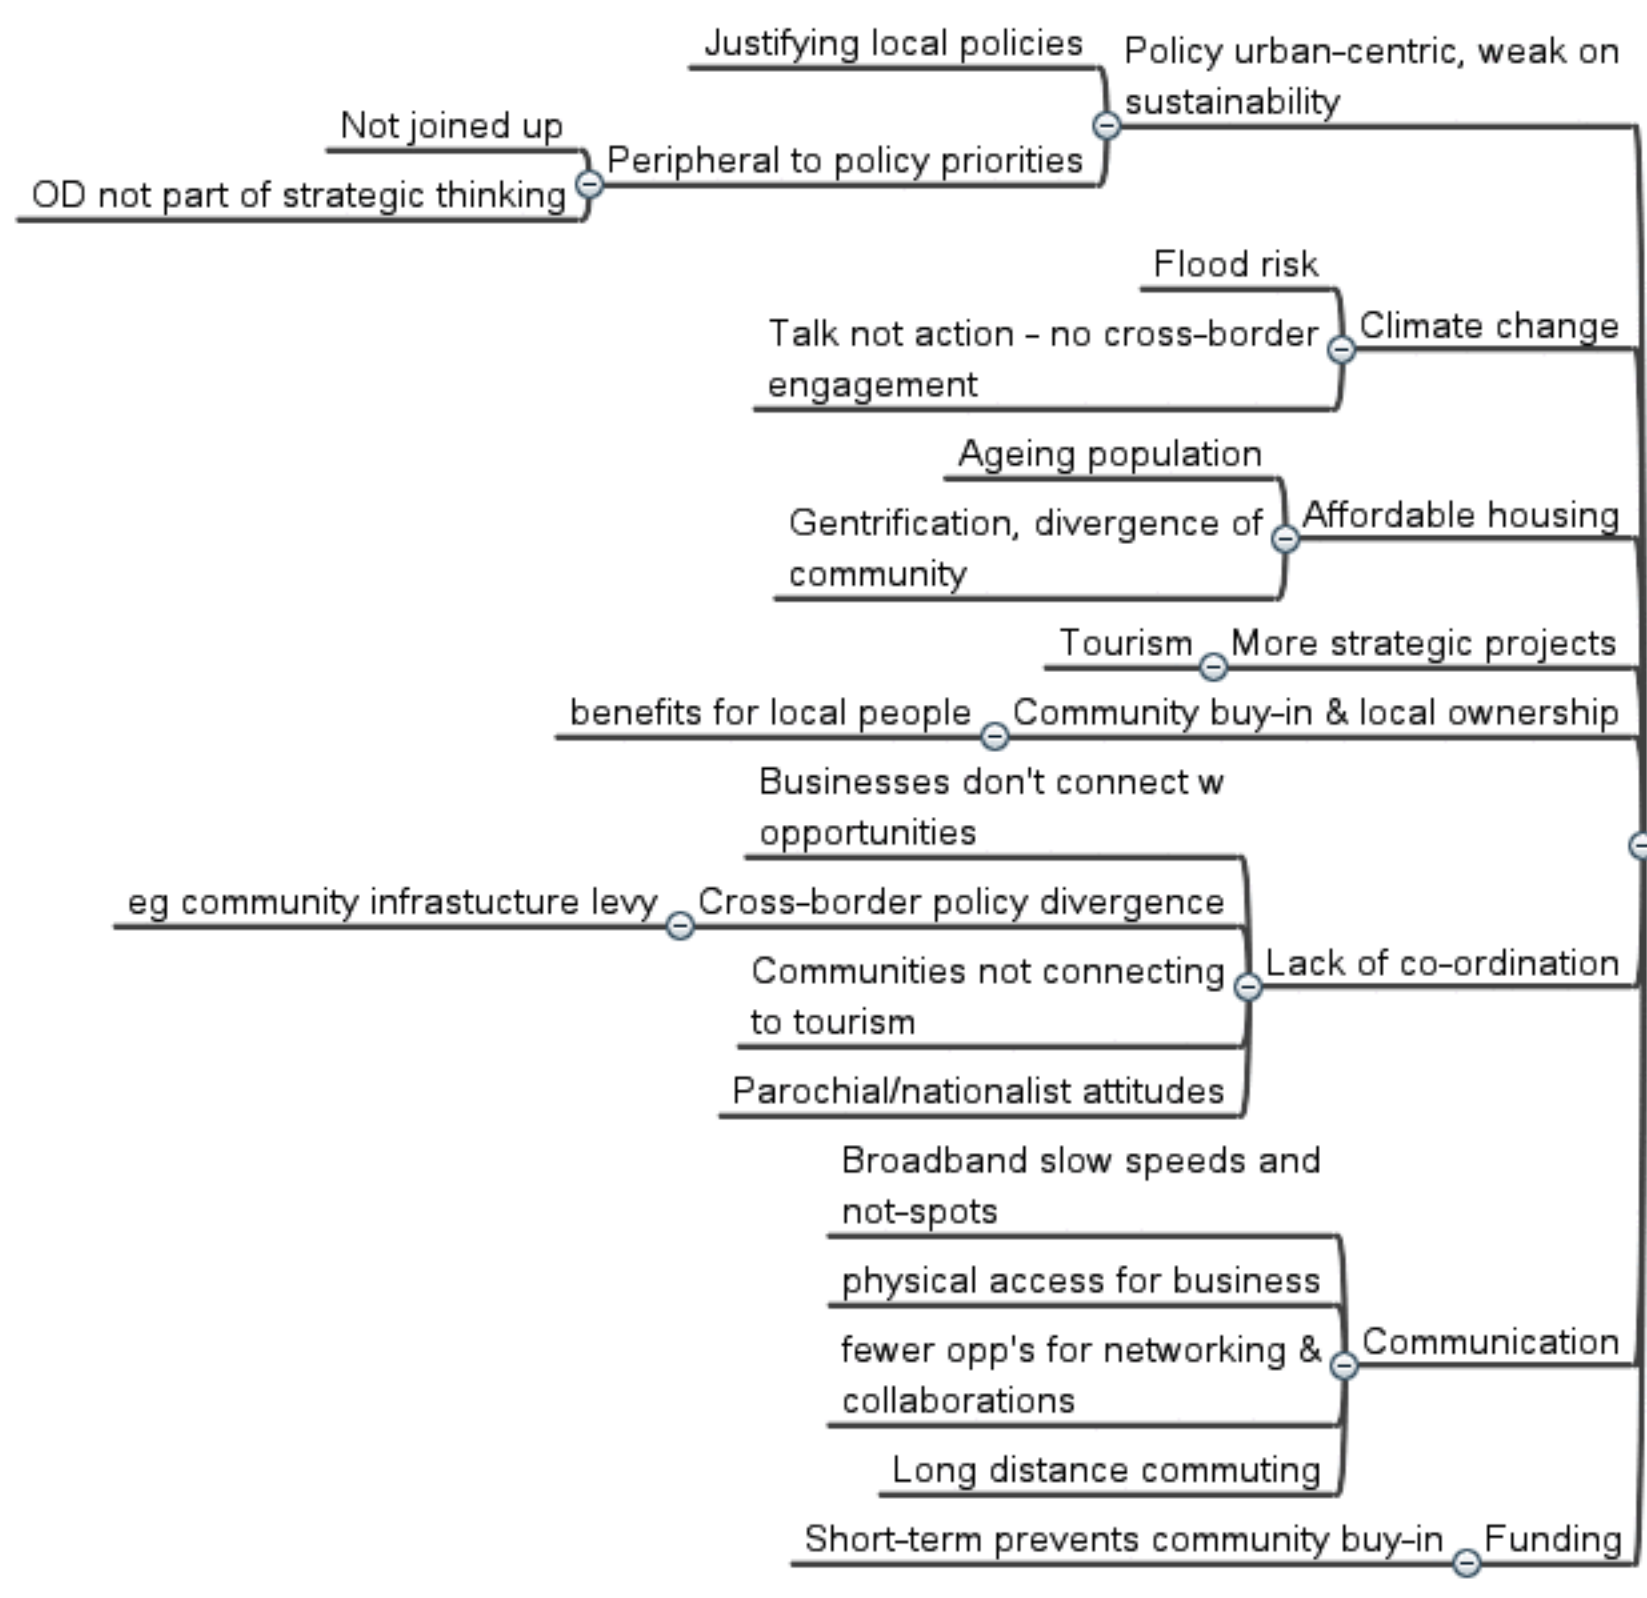 Justifying local policies
Policy urban-centric, weak on
sustainability
Not joined up
Peripheral to policy priorities
OD not part of strategic thinking
Flood risk
Climate change
Talk not action - no cross-border
engagement
Ageing population
Affordable housing
Gentrification, divergence of
community
Tourism
More strategic projects
benefits for local people
Community buy-in & local ownership
Businesses don't connect w
opportunities
eg community infrastucture levy
Cross-border policy divergence
Lack of co-ordination
Communities not connecting
to tourism
Parochial/nationalist attitudes
Broadband slow speeds and
not-spots
physical access for business
Communication
fewer opp's for networking &
collaborations
Long distance commuting
Short-term prevents community buy-in
Funding